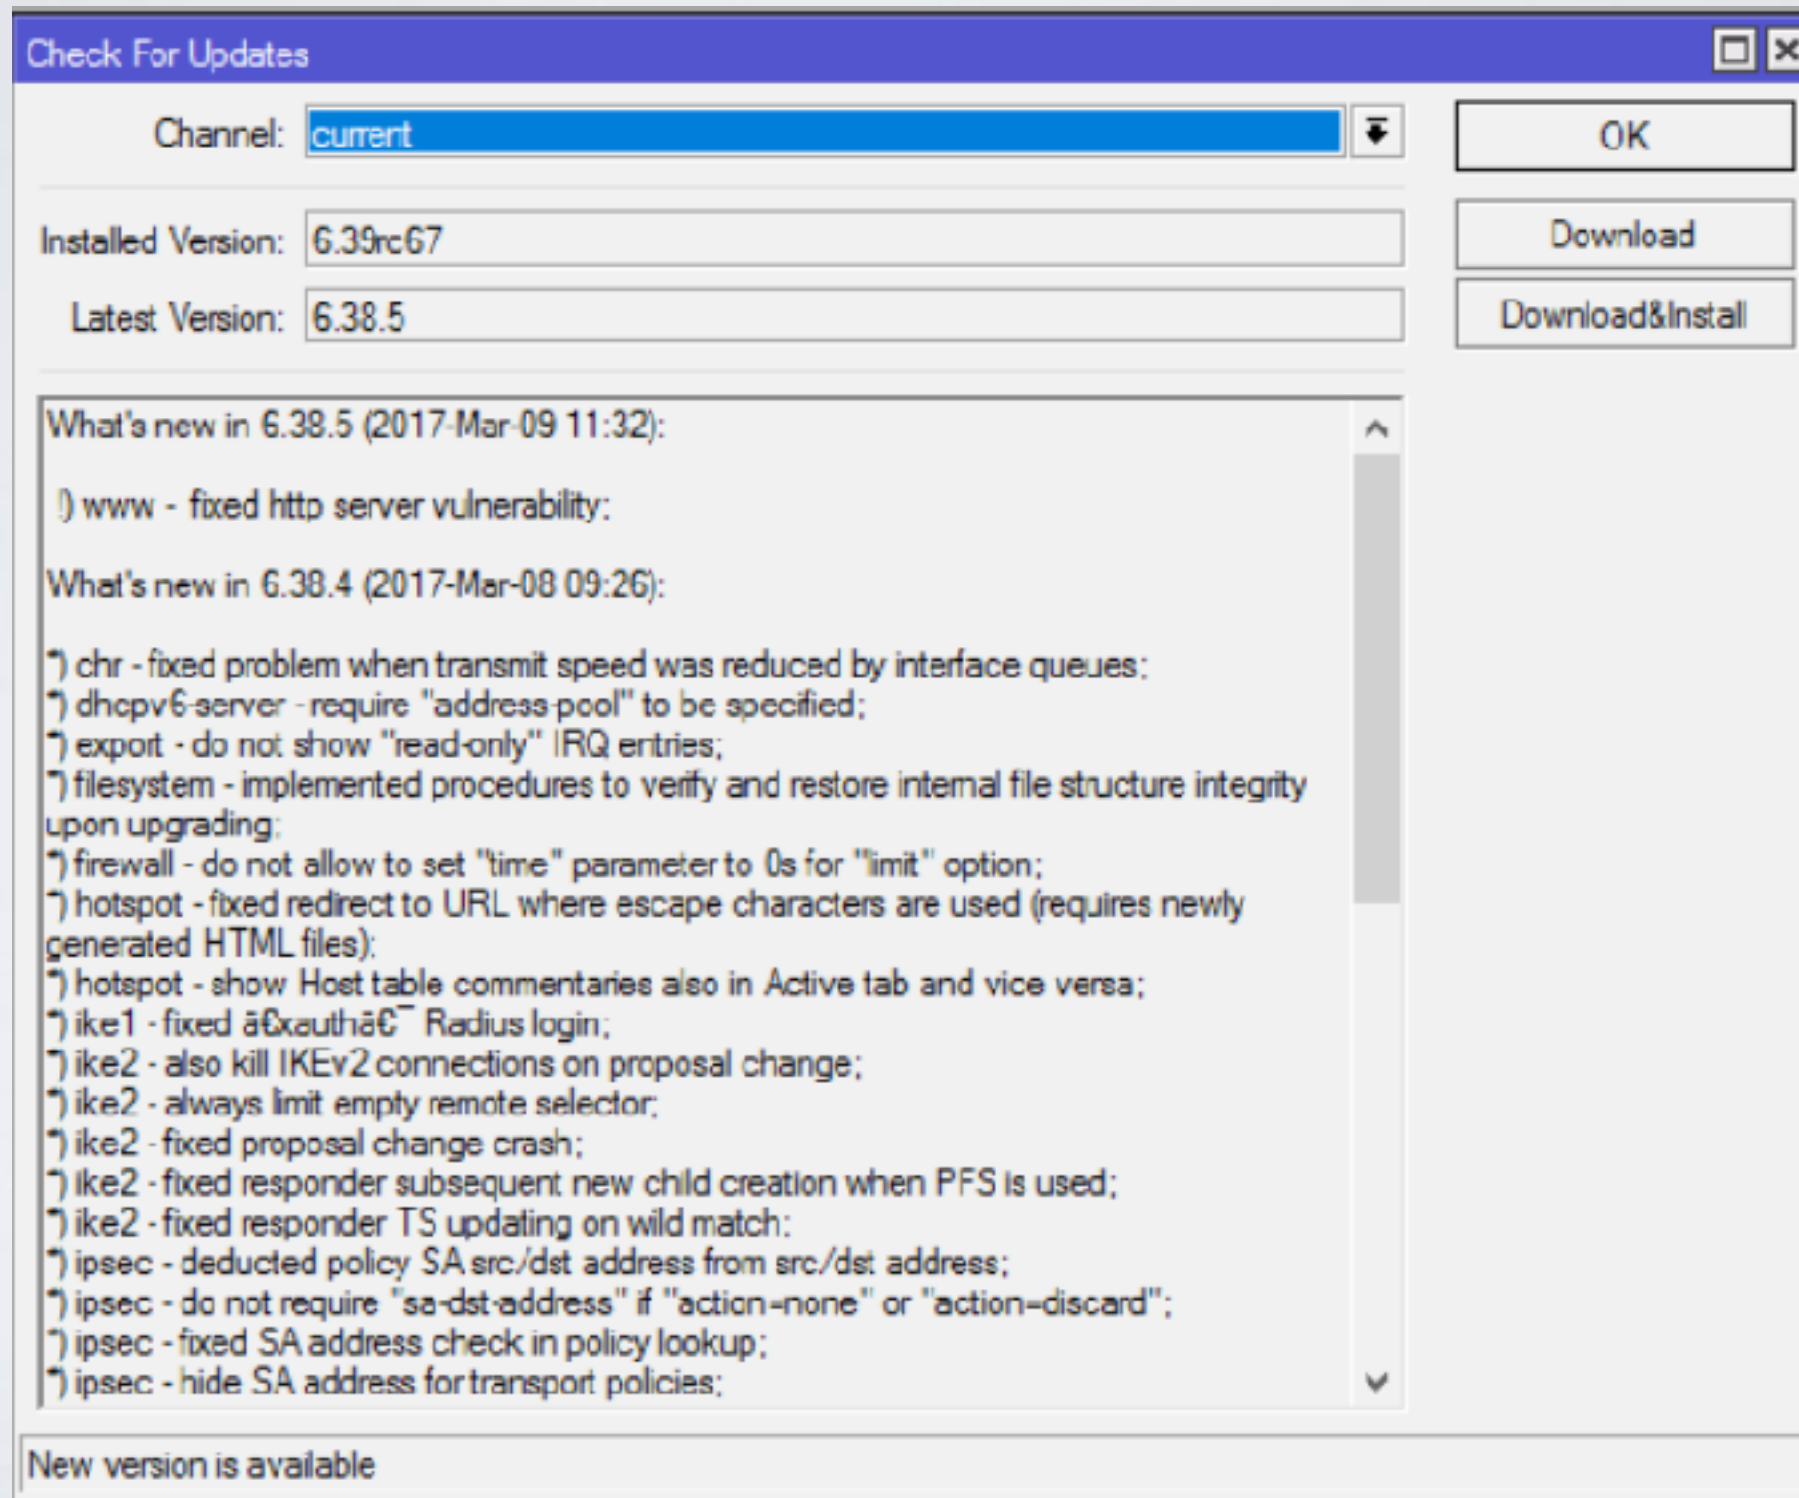 Check For Updates
Channel: current
OK
Installed Version: 6.39rc67
Download
Latest Version: 6.38.5
Download&Install
What's new in 6.38.5 (2017-Mar-09 11:32):
!) www - fixed http server vulnerability;
What's new in 6.38.4 (2017-Mar-08 09:26):
*) chr - fixed problem when transmit speed was reduced by interface queues;
*) dhcpv6-server - require "address-pool" to be specified;
*) export - do not show "read-only" IRQ entries;
*) filesystem - implemented procedures to verify and restore internal file structure integrity
upon upgrading;
*) firewall - do not allow to set "time" parameter to 0s for "limit" option;
*) hotspot - fixed redirect to URL where escape characters are used (requires newly
generated HTML files);
*) hotspot - show Host table commentaries also in Active tab and vice versa;
*) ike1 - fixed â€xauthâ€¯ Radius login;
*) ike2 - also kill IKEv2 connections on proposal change;
*) ike2 - always limit empty remote selector;
*) ike2 - fixed proposal change crash;
*) ike2 - fixed responder subsequent new child creation when PFS is used;
*) ike2 - fixed responder TS updating on wild match;
*) ipsec - deducted policy SA src/dst address from src/dst address;
*) ipsec - do not require "sa-dst-address" if "action=none" or "action=discard";
*) ipsec - fixed SA address check in policy lookup;
*) ipsec - hide SA address for transport policies;
New version is available